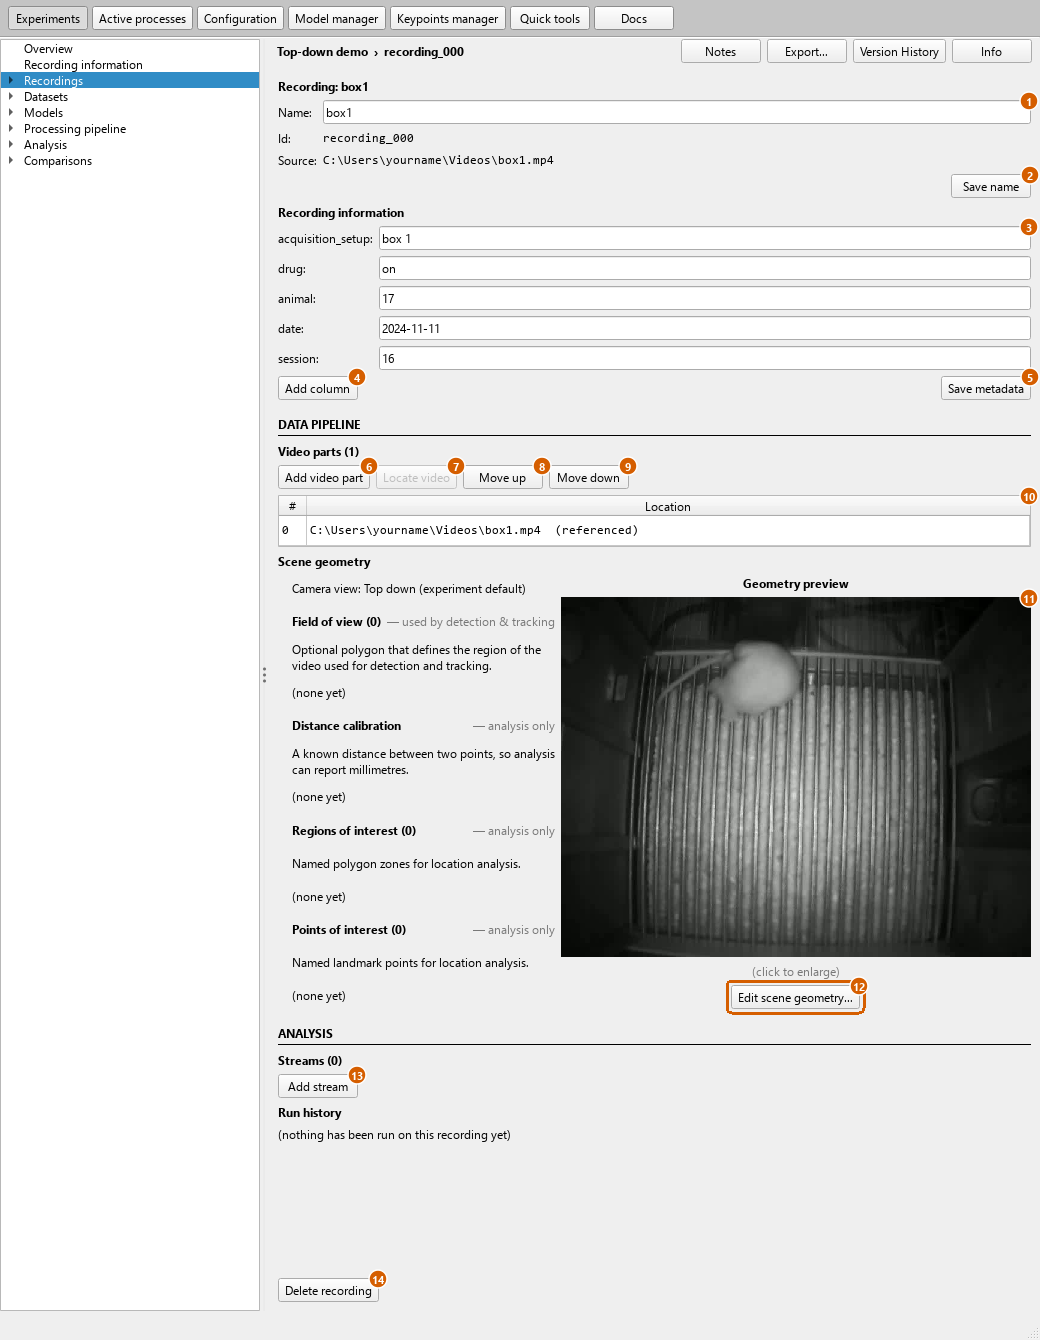 Experiments Active processes Configuration Model manager Keypoints manager Quick tools Docs
Overview
Recording information
Recordings
Datasets
Models
Processing pipeline
Analysis
Comparisons
Top-down demo › recording_000 Notes Export... Version History Info
Recording: box1
Name: box1 1
Id: recording_000
Source: C:\Users\yourname\Videos\box1.mp4
Save name 2
Recording information
acquisition_setup: box 1 3
drug: on
animal: 17
date: 2024-11-11
session: 16
Add column 4 Save metadata 5
DATA PIPELINE
Video parts (1)
Add video part 6 Locate video 7 Move up 8 Move down 9
# Location 10
0 C:\Users\yourname\Videos\box1.mp4 (referenced)
Scene geometry
Camera view: Top down (experiment default)
Field of view (0) — used by detection & tracking
Optional polygon that defines the region of the
video used for detection and tracking.
(none yet)
Distance calibration — analysis only
A known distance between two points, so analysis
can report millimetres.
(none yet)
Regions of interest (0) — analysis only
Named polygon zones for location analysis.
(none yet)
Points of interest (0) — analysis only
Named landmark points for location analysis.
(none yet)
Geometry preview
11
(click to enlarge)
Edit scene geometry... 12
ANALYSIS
Streams (0)
Add stream 13
Run history
(nothing has been run on this recording yet)
Delete recording 14